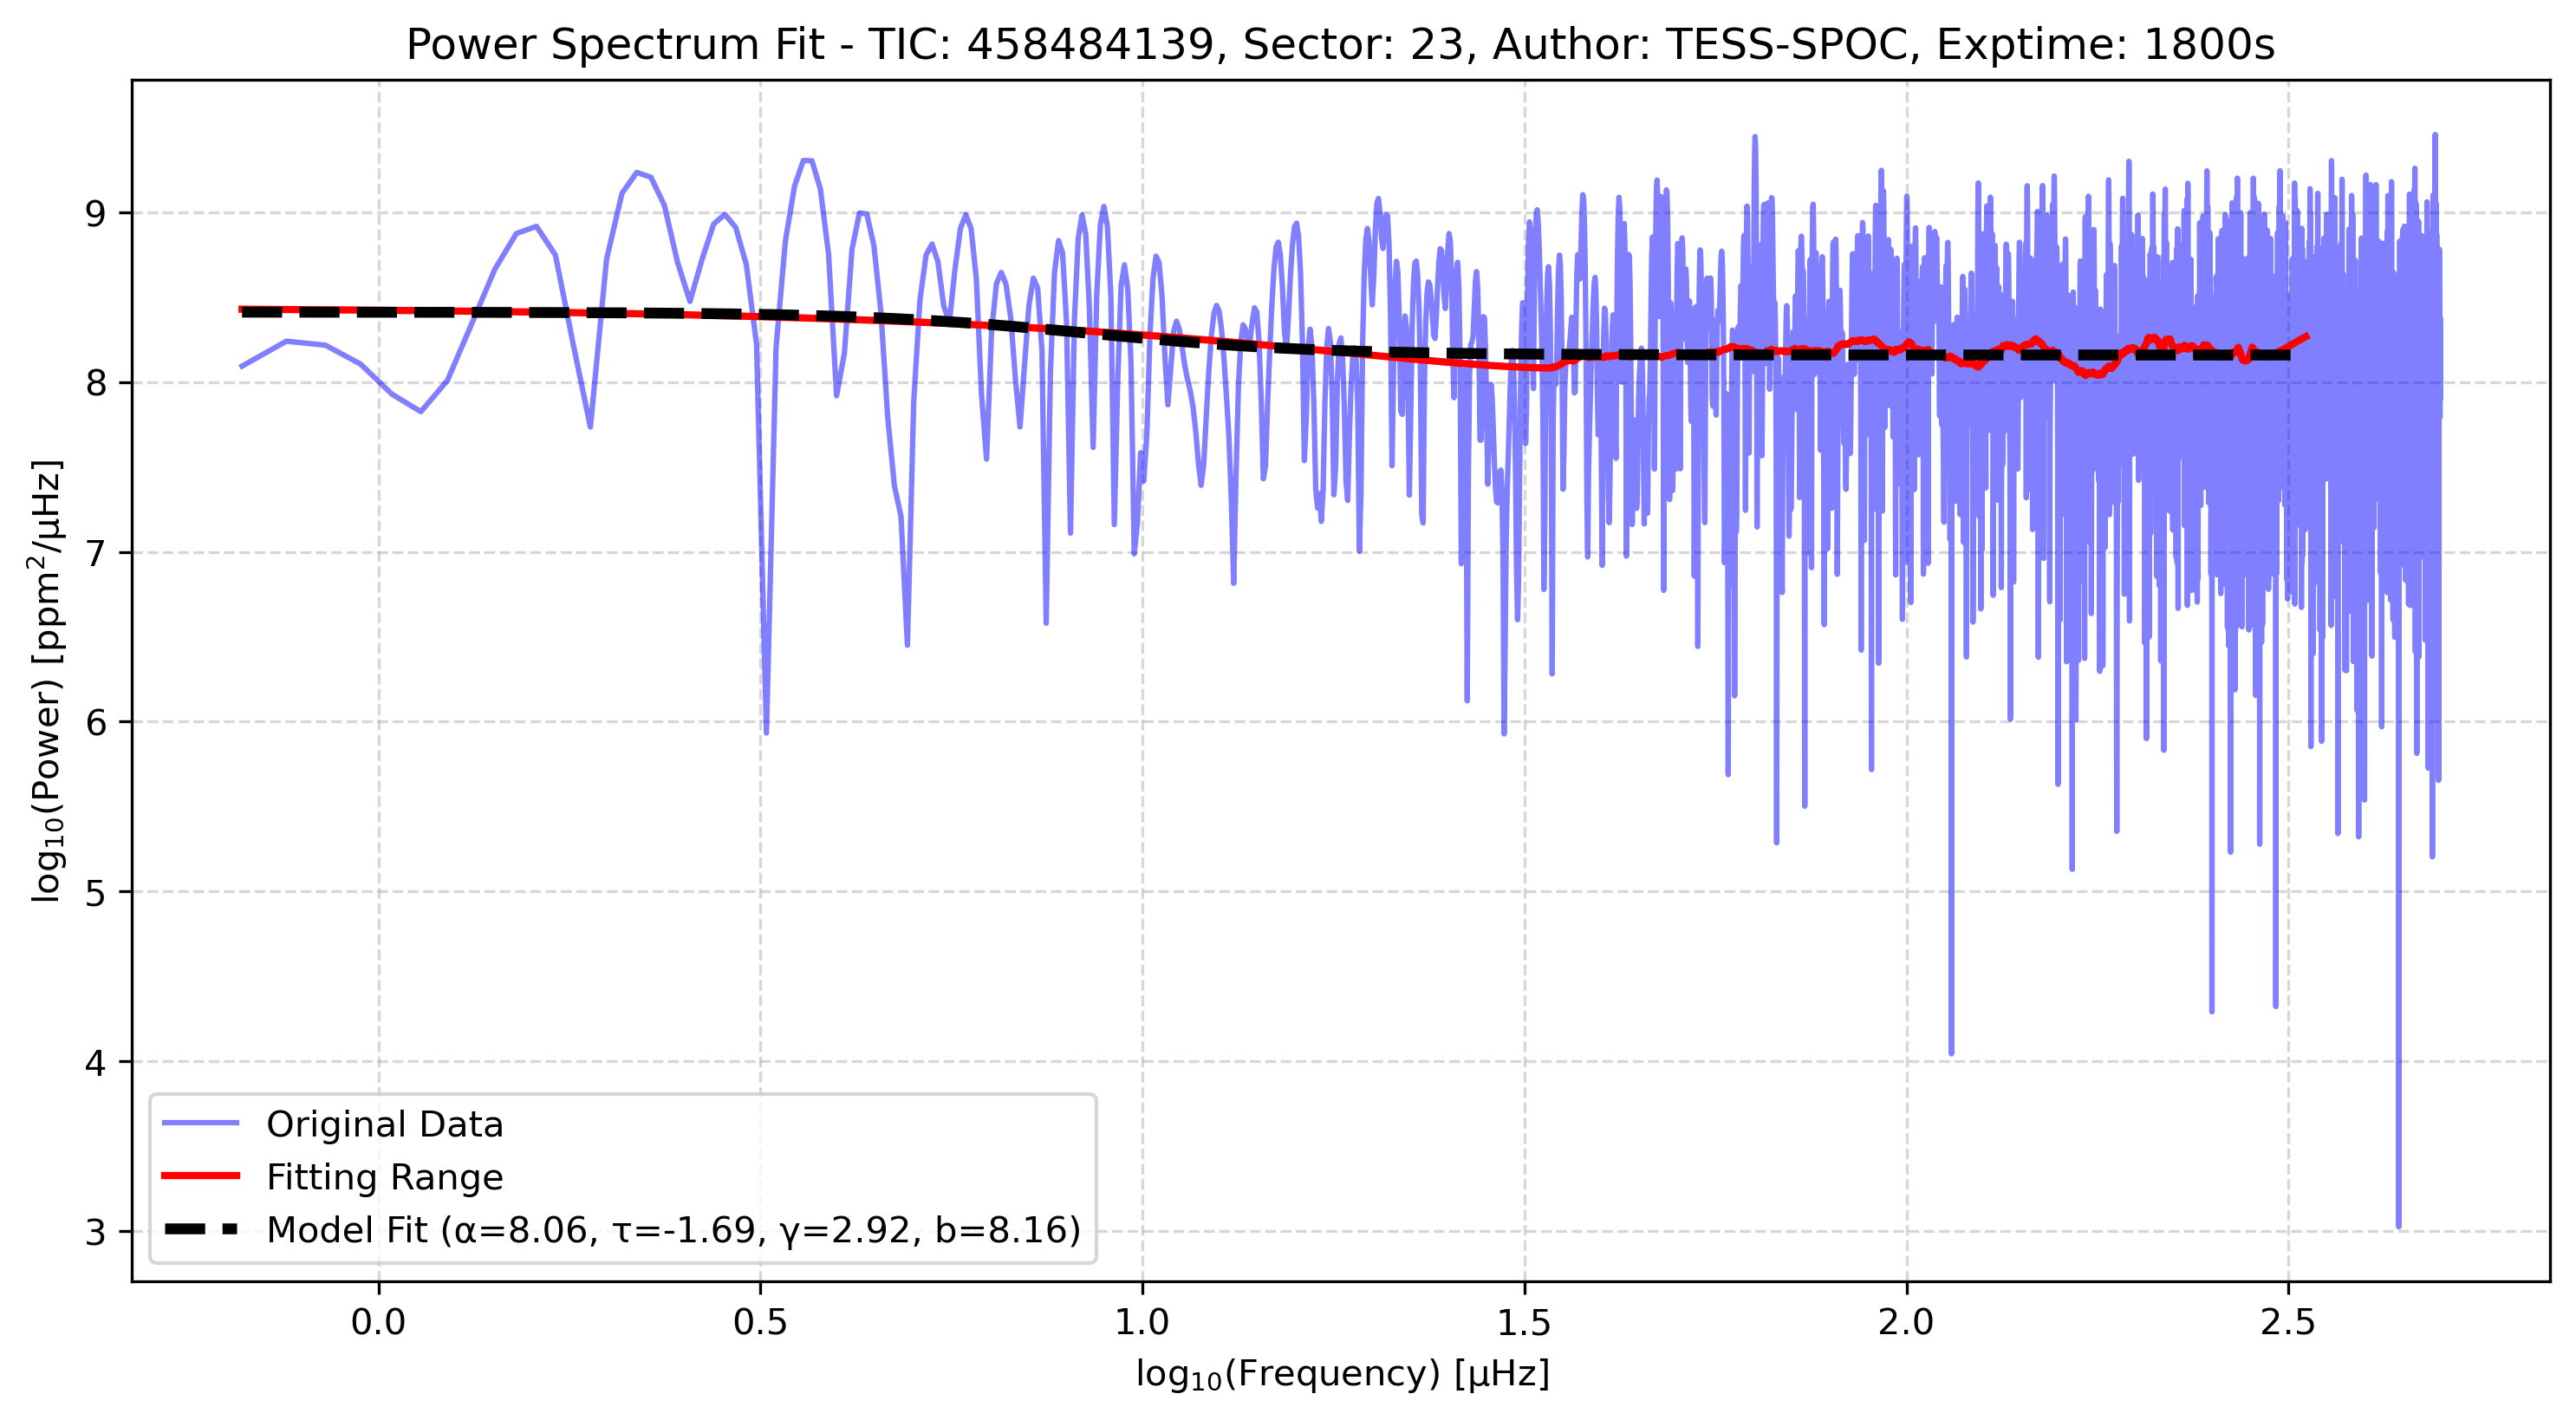 Power Spectrum Fit - TIC: 458484139, Sector: 23, Author: TESS-SPOC, Exptime: 1800s
log₁₀(Power) [ppm²/μHz]
9
8
7
6
5
4
3
Original Data
Fitting Range
Model Fit (α=8.06, τ=-1.69, γ=2.92, b=8.16)
0.0 0.5 1.0 1.5 2.0 2.5
log₁₀(Frequency) [μHz]